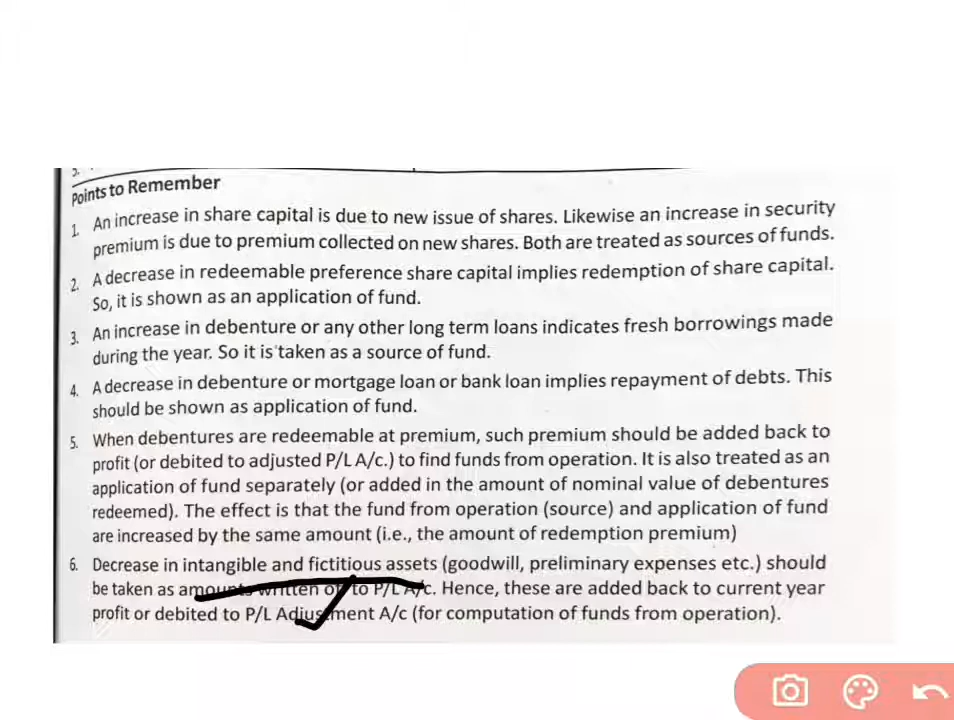 Points to Remember
1. An increase in share capital is due to new issue of shares. Likewise an increase in security
premium is due to premium collected on new shares. Both are treated as sources of funds.
2. A decrease in redeemable preference share capital implies redemption of share capital.
So, it is shown as an application of fund.
3. An increase in debenture or any other long term loans indicates fresh borrowings made
during the year. So it is taken as a source of fund.
4. A decrease in debenture or mortgage loan or bank loan implies repayment of debts. This
should be shown as application of fund.
5. When debentures are redeemable at premium, such premium should be added back to
profit (or debited to adjusted P/L A/c.) to find funds from operation. It is also treated as an
application of fund separately (or added in the amount of nominal value of debentures
redeemed). The effect is that the fund from operation (source) and application of fund
are increased by the same amount (i.e., the amount of redemption premium)
6. Decrease in intangible and fictitious assets (goodwill, preliminary expenses etc.) should
be taken as amounts written off to P/L A/c. Hence, these are added back to current year
profit or debited to P/L Adjustment A/c (for computation of funds from operation).